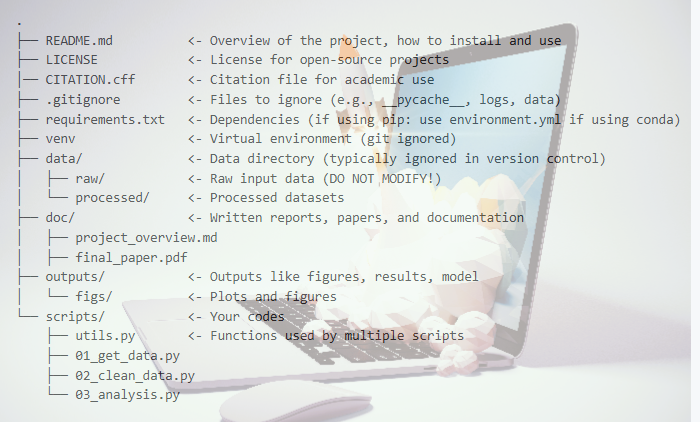 .
├── README.md          <- Overview of the project, how to install and use
├── LICENSE            <- License for open-source projects
├── CITATION.cff       <- Citation file for academic use
├── .gitignore         <- Files to ignore (e.g., __pycache__, logs, data)
├── requirements.txt   <- Dependencies (if using pip: use environment.yml if using conda)
├── venv               <- Virtual environment (git ignored)
├── data/              <- Data directory (typically ignored in version control)
│   ├── raw/           <- Raw input data (DO NOT MODIFY!)
│   └── processed/     <- Processed datasets
├── doc/               <- Written reports, papers, and documentation
│   ├── project_overview.md
│   ├── final_paper.pdf
├── outputs/           <- Outputs like figures, results, model
│   └── figs/          <- Plots and figures
└── scripts/           <- Your codes
    ├── utils.py       <- Functions used by multiple scripts
    ├── 01_get_data.py
    ├── 02_clean_data.py
    └── 03_analysis.py